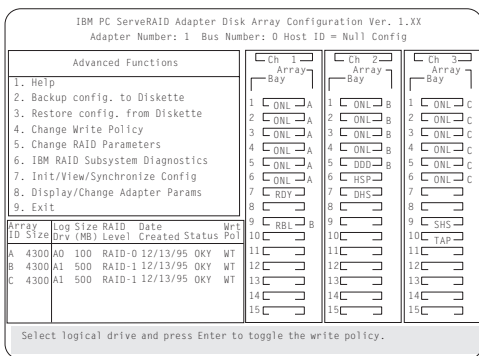 IBM PC ServeRAID Adapter Disk Array Configuration Ver. 1.XX
Adapter Number: 1 Bus Number: 0 Host ID = Null Config
Advanced Functions
1. Help
2. Backup config. to Diskette
3. Restore config. from Diskette
4. Change Write Policy
5. Change RAID Parameters
6. IBM RAID Subsystem Diagnostics
7. Init/View/Synchronize Config
8. Display/Change Adapter Params
9. Exit
Array Log Size RAID Date Wrt
ID Size Drv (MB) Level Created Status Pol
A 4300 A0 100 RAID-0 12/13/95 OKY WT
B 4300 A1 500 RAID-1 12/13/95 OKY WT
C 4300 A1 500 RAID-1 12/13/95 OKY WT
Ch 1
Array
Bay
1 ONL A
2 ONL A
3 ONL A
4 ONL A
5 ONL A
6 ONL A
7 RDY
8
9 RBL B
10
11
12
13
14
15
Ch 2
Array
Bay
1 ONL B
2 ONL B
3 ONL B
4 ONL B
5 DDD B
6 HSP
7 DHS
8
9
10
11
12
13
14
15
Ch 3
Array
Bay
1 ONL C
2 ONL C
3 ONL C
4 ONL C
5 ONL C
6 ONL C
7
8
9 SHS
10 TAP
11
12
13
14
15
Select logical drive and press Enter to toggle the write policy.